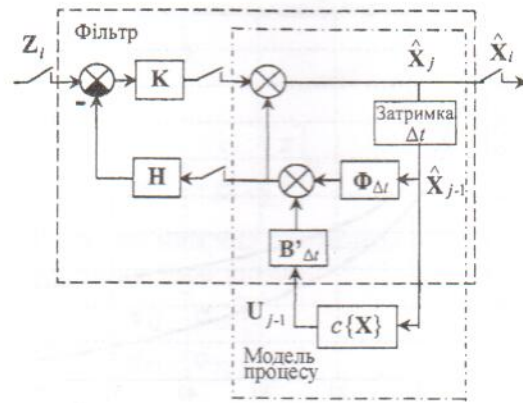 Z_i
Фільтр
-
K
X̂_j
X̂_i
Затримка
Δt
H
Φ_Δt
X̂_{j-1}
B'_Δt
U_{j-1}
c{X}
Модель
процесу